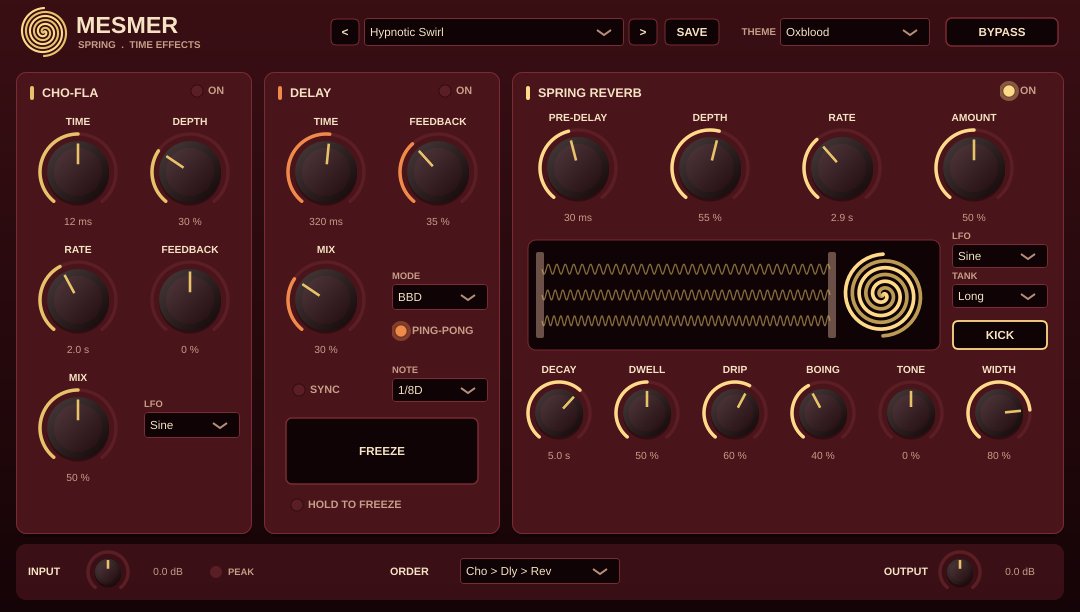 MESMER
SPRING . TIME EFFECTS
< Hypnotic Swirl > SAVE THEME Oxblood BYPASS
CHO-FLA ON
TIME DEPTH
12 ms 30 %
RATE FEEDBACK
2.0 s 0 %
MIX
LFO
Sine
50 %
DELAY ON
TIME FEEDBACK
320 ms 35 %
MIX
MODE
BBD
PING-PONG
30 %
NOTE
SYNC 1/8D
FREEZE
HOLD TO FREEZE
SPRING REVERB ON
PRE-DELAY DEPTH RATE AMOUNT
30 ms 55 % 2.9 s 50 %
LFO
Sine
TANK
Long
KICK
DECAY DWELL DRIP BOING TONE WIDTH
5.0 s 50 % 60 % 40 % 0 % 80 %
INPUT 0.0 dB PEAK ORDER Cho > Dly > Rev OUTPUT 0.0 dB